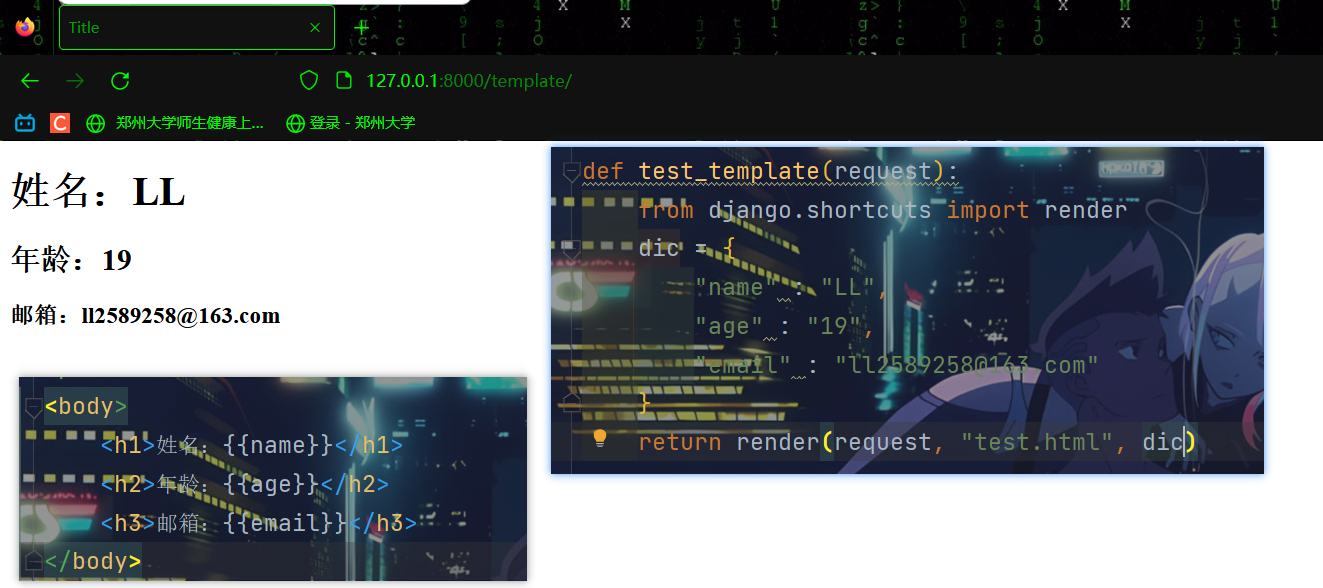 Title
127.0.0.1:8000/template/
郑州大学师生健康上...
登录 - 郑州大学
姓名：LL
年龄：19
邮箱：ll2589258@163.com
def test_template(request):
from django.shortcuts import render
dic = {
"name" : "LL",
"age" : "19",
"email" : "ll2589258@163.com"
}
return render(request, "test.html", dic)
<body>
<h1>姓名：{{name}}</h1>
<h2>年龄：{{age}}</h2>
<h3>邮箱：{{email}}</h3>
</body>